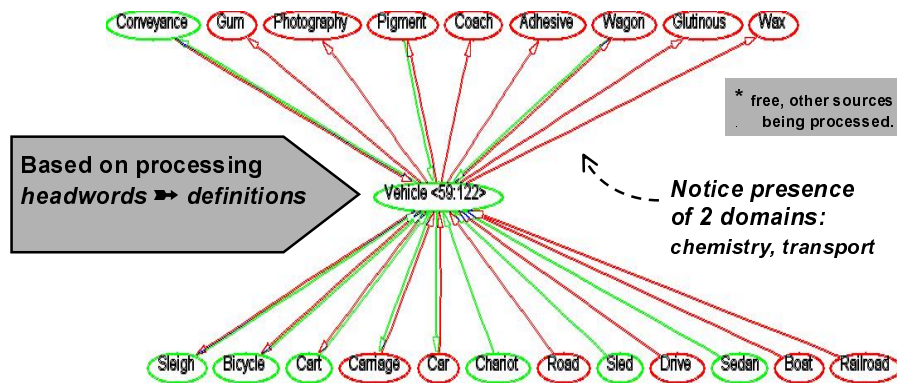 Conveyance Gum Photography Pigment Coach Adhesive Wagon Glutinous Wax
* free, other sources
. being processed.
Based on processing
headwords ➽ definitions
Vehicle <59:122>
Notice presence
of 2 domains:
chemistry, transport
Sleigh Bicycle Cart Carriage Car Chariot Road Sled Drive Sedan Boat Railroad